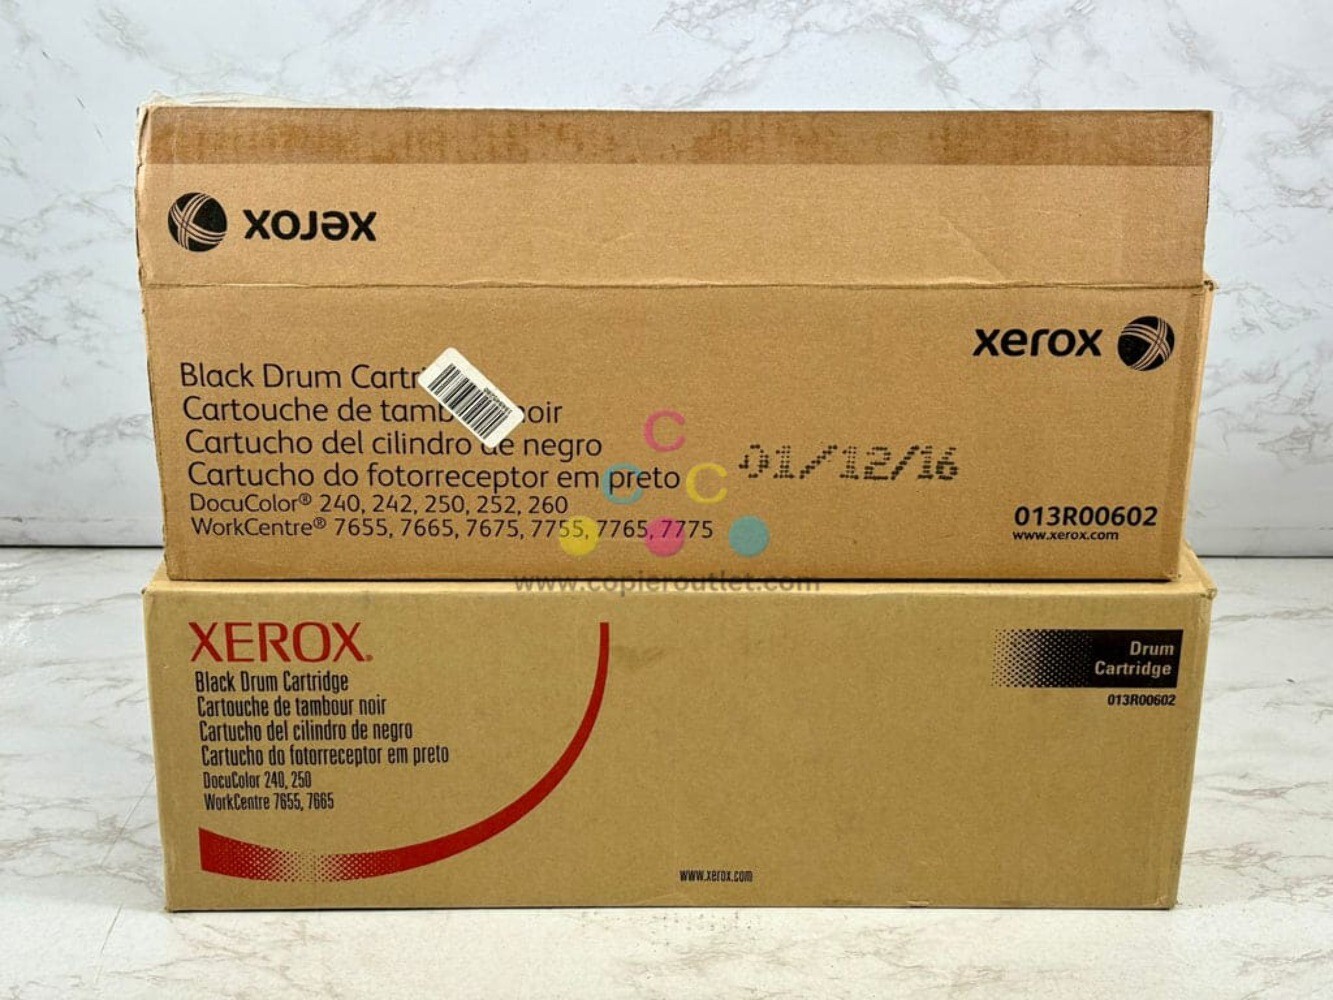 xerox
xerox
Black Drum
Cartouche de tambour noir
Cartucho del cilindro de negro
Cartucho do fotorreceptor em preto
DocuColor® 240, 242, 250, 252, 260
WorkCentre® 7655, 7665, 7675, 7755, 7765, 7775
01/12/16
013R00602
www.xerox.com
C
C C
www.copieroutlet.com
XEROX®
Black Drum Cartridge
Cartouche de tambour noir
Cartucho del cilindro de negro
Cartucho do fotorreceptor em preto
DocuColor 240, 250
WorkCentre 7655, 7665
Drum
Cartridge
013R00602
www.xerox.com